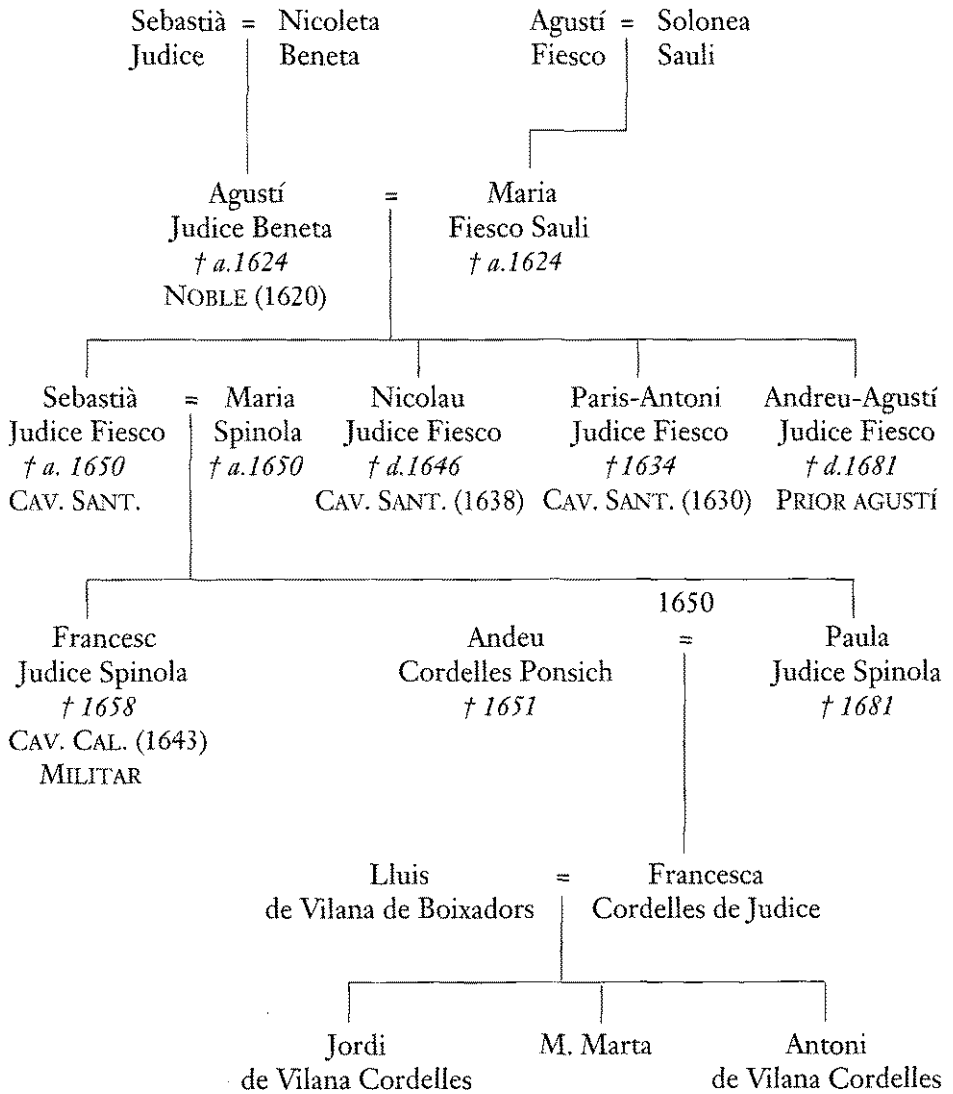 Sebastià = Nicoleta Agustí = Solonea
Judice Beneta Fiesco Sauli
Agustí = Maria
Judice Beneta Fiesco Sauli
† a.1624 † a.1624
NOBLE (1620)
Sebastià = Maria Nicolau Paris-Antoni Andreu-Agustí
Judice Fiesco Spinola Judice Fiesco Judice Fiesco Judice Fiesco
† a. 1650 † a.1650 † d.1646 †1634 † d.1681
CAV. SANT. CAV. SANT. (1638) CAV. SANT. (1630) PRIOR AGUSTÍ
1650
Francesc Andeu = Paula
Judice Spinola Cordelles Ponsich Judice Spinola
† 1658 † 1651 † 1681
CAV. CAL. (1643)
MILITAR
Lluis = Francesca
de Vilana de Boixadors Cordelles de Judice
Jordi M. Marta Antoni
de Vilana Cordelles de Vilana Cordelles